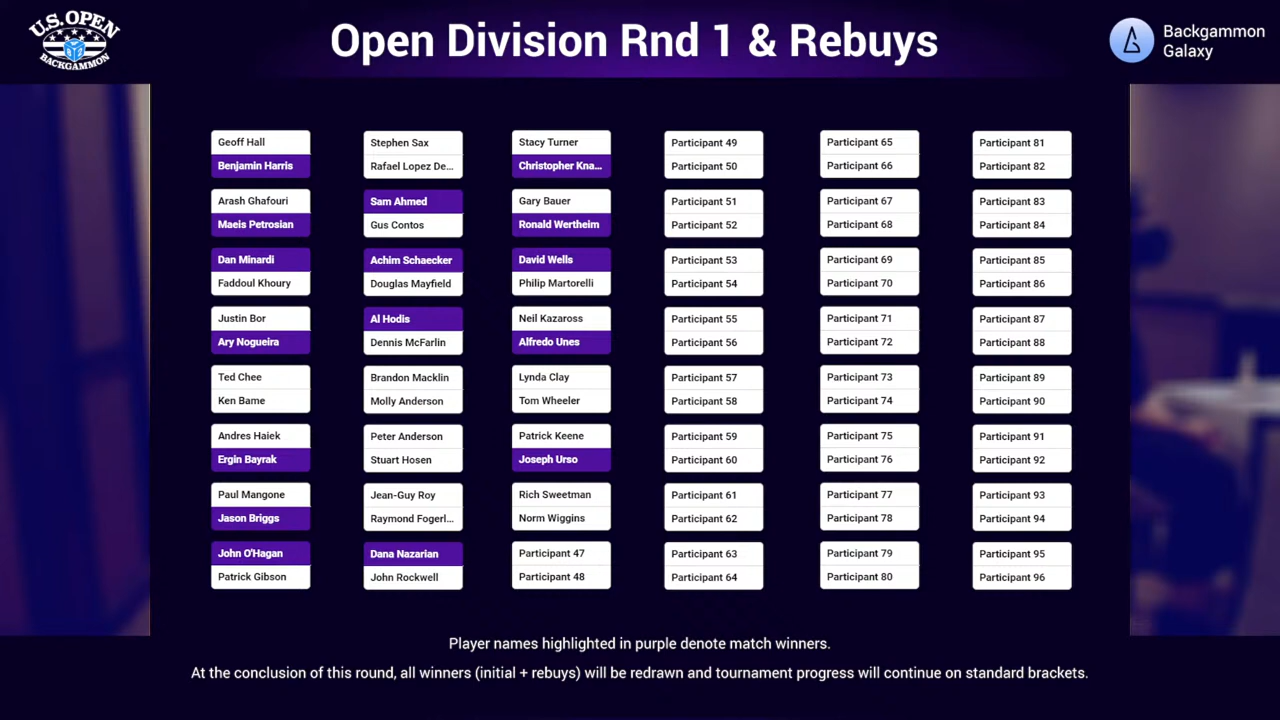 U.S. OPEN
BACKGAMMON
Open Division Rnd 1 & Rebuys
Backgammon
Galaxy
Geoff Hall
Benjamin Harris
Arash Ghafouri
Maeis Petrosian
Dan Minardi
Faddoul Khoury
Justin Bor
Ary Nogueira
Ted Chee
Ken Bame
Andres Haiek
Ergin Bayrak
Paul Mangone
Jason Briggs
John O'Hagan
Patrick Gibson
Stephen Sax
Rafael Lopez De...
Sam Ahmed
Gus Contos
Achim Schaecker
Douglas Mayfield
Al Hodis
Dennis McFarlin
Brandon Macklin
Molly Anderson
Peter Anderson
Stuart Hosen
Jean-Guy Roy
Raymond Fogerl...
Dana Nazarian
John Rockwell
Stacy Turner
Christopher Kna...
Gary Bauer
Ronald Wertheim
David Wells
Philip Martorelli
Neil Kazaross
Alfredo Unes
Lynda Clay
Tom Wheeler
Patrick Keene
Joseph Urso
Rich Sweetman
Norm Wiggins
Participant 47
Participant 48
Participant 49
Participant 50
Participant 51
Participant 52
Participant 53
Participant 54
Participant 55
Participant 56
Participant 57
Participant 58
Participant 59
Participant 60
Participant 61
Participant 62
Participant 63
Participant 64
Participant 65
Participant 66
Participant 67
Participant 68
Participant 69
Participant 70
Participant 71
Participant 72
Participant 73
Participant 74
Participant 75
Participant 76
Participant 77
Participant 78
Participant 79
Participant 80
Participant 81
Participant 82
Participant 83
Participant 84
Participant 85
Participant 86
Participant 87
Participant 88
Participant 89
Participant 90
Participant 91
Participant 92
Participant 93
Participant 94
Participant 95
Participant 96
Player names highlighted in purple denote match winners.
At the conclusion of this round, all winners (initial + rebuys) will be redrawn and tournament progress will continue on standard brackets.